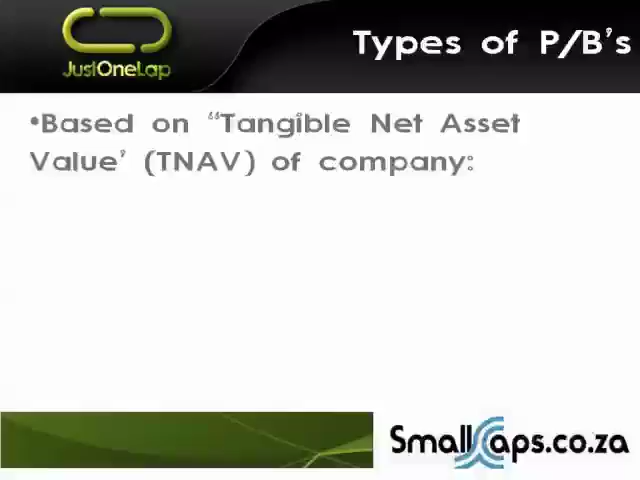 JustOneLap
Types of P/B's
•Based on “Tangible Net Asset
Value’ (TNAV) of company:
SmallCaps.co.za